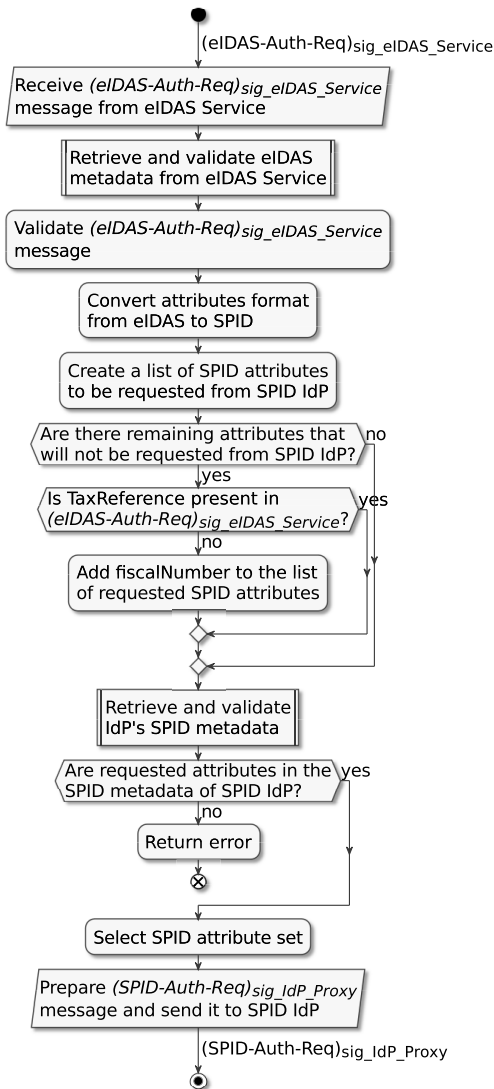 (eIDAS-Auth-Req)sig_eIDAS_Service
Receive (eIDAS-Auth-Req)sig_eIDAS_Service
message from eIDAS Service
Retrieve and validate eIDAS
metadata from eIDAS Service
Validate (eIDAS-Auth-Req)sig_eIDAS_Service
message
Convert attributes format
from eIDAS to SPID
Create a list of SPID attributes
to be requested from SPID IdP
Are there remaining attributes that
will not be requested from SPID IdP?
no
yes
Is TaxReference present in
(eIDAS-Auth-Req)sig_eIDAS_Service?
yes
no
Add fiscalNumber to the list
of requested SPID attributes
Retrieve and validate
IdP's SPID metadata
Are requested attributes in the
SPID metadata of SPID IdP?
yes
no
Return error
Select SPID attribute set
Prepare (SPID-Auth-Req)sig_IdP_Proxy
message and send it to SPID IdP
(SPID-Auth-Req)sig_IdP_Proxy